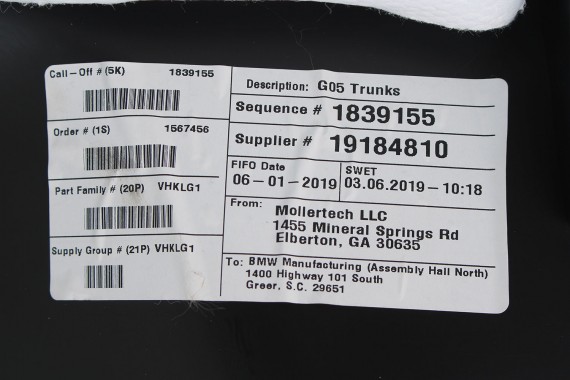 Call-Off # (5K) 1839155
Order # (1S) 1567456
Part Family # (20P) VHKLG1
Supply Group # (21P) VHKLG1
Description: G05 Trunks
Sequence # 1839155
Supplier # 19184810
FIFO Date
06-01-2019
SWET
03.06.2019-10:18
From: Mollertech LLC
1455 Mineral Springs Rd
Elberton, GA 30635
To: BMW Manufacturing (Assembly Hall North)
1400 Highway 101 South
Greer, S.C. 29651